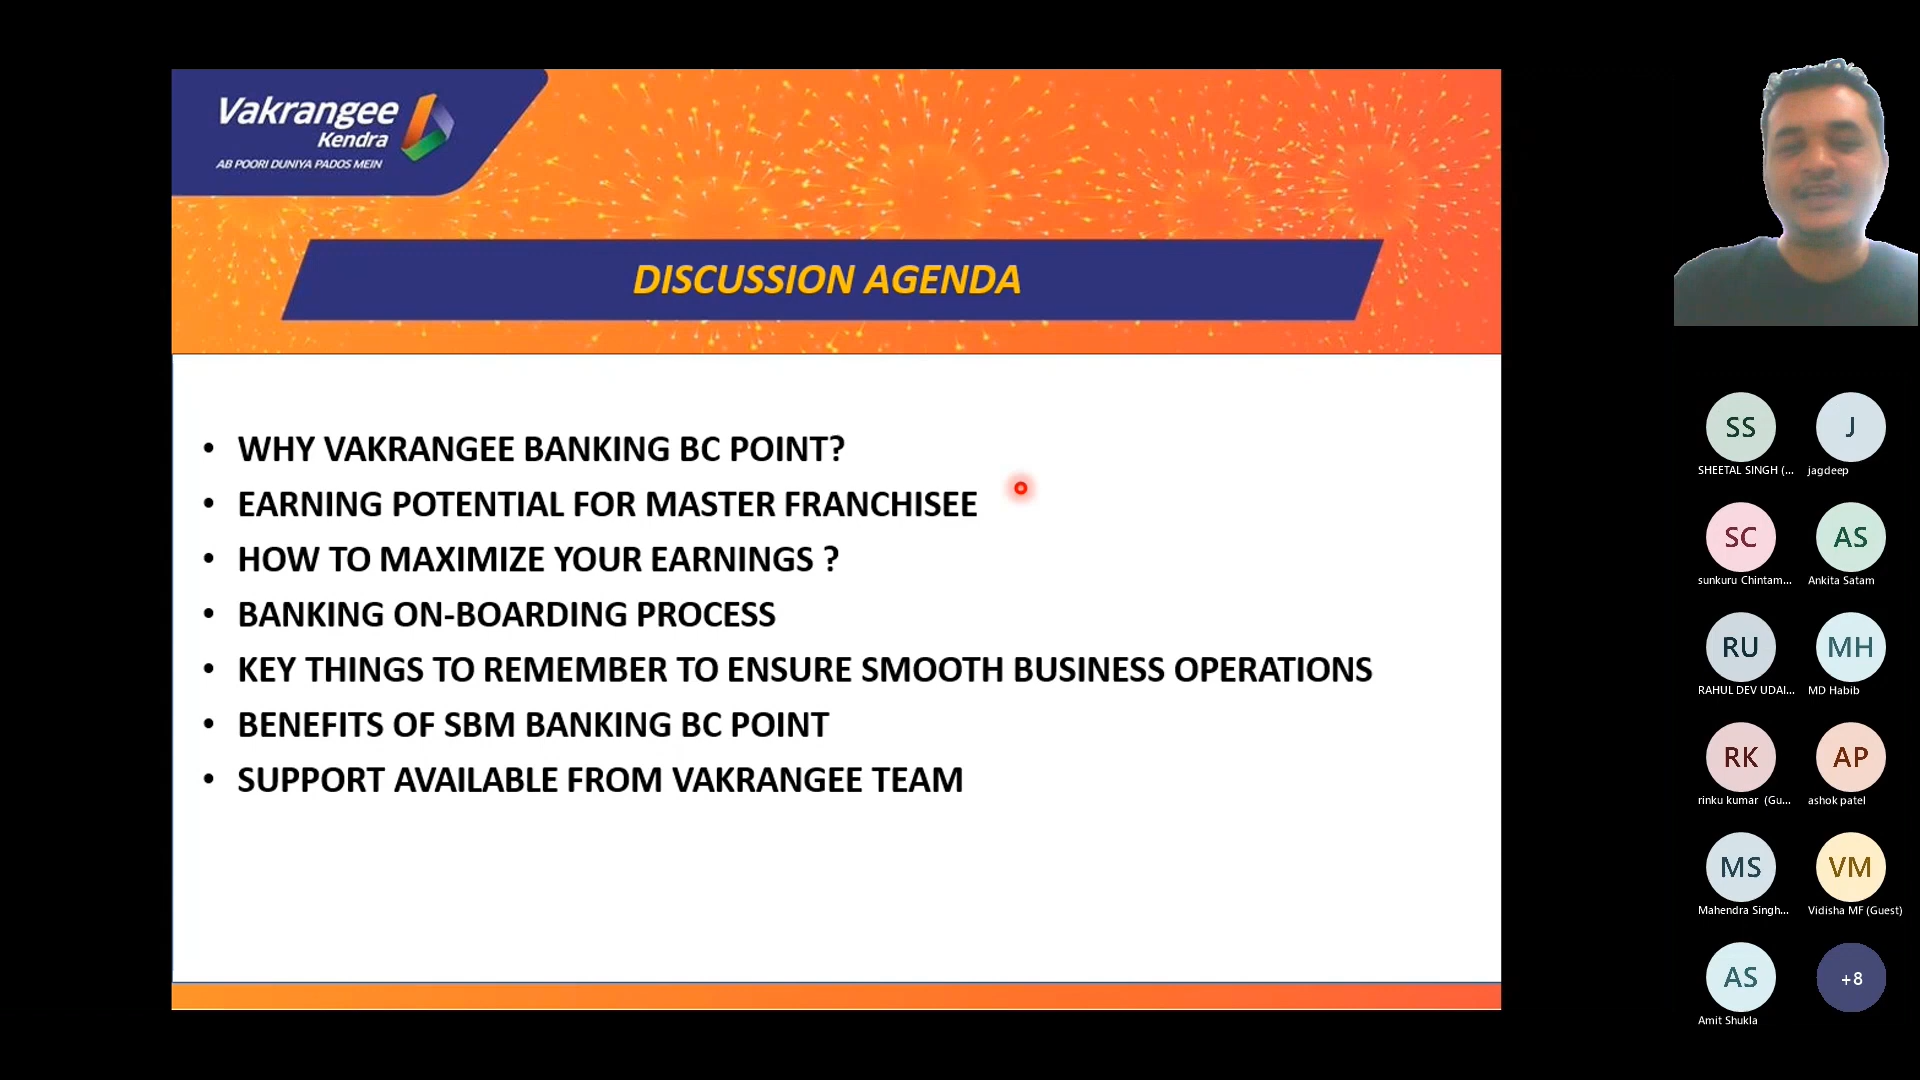 Vakrangee
Kendra
AB POORI DUNIYA PADOS MEIN
DISCUSSION AGENDA
• WHY VAKRANGEE BANKING BC POINT?
• EARNING POTENTIAL FOR MASTER FRANCHISEE
• HOW TO MAXIMIZE YOUR EARNINGS ?
• BANKING ON-BOARDING PROCESS
• KEY THINGS TO REMEMBER TO ENSURE SMOOTH BUSINESS OPERATIONS
• BENEFITS OF SBM BANKING BC POINT
• SUPPORT AVAILABLE FROM VAKRANGEE TEAM
SS J
SHEETAL SINGH (... jagdeep
SC AS
sunkuru Chintam... Ankita Satam
RU MH
RAHUL DEV UDAI... MD Habib
RK AP
rinku kumar (Gu... ashok patel
MS VM
Mahendra Singh... Vidisha MF (Guest)
AS +8
Amit Shukla